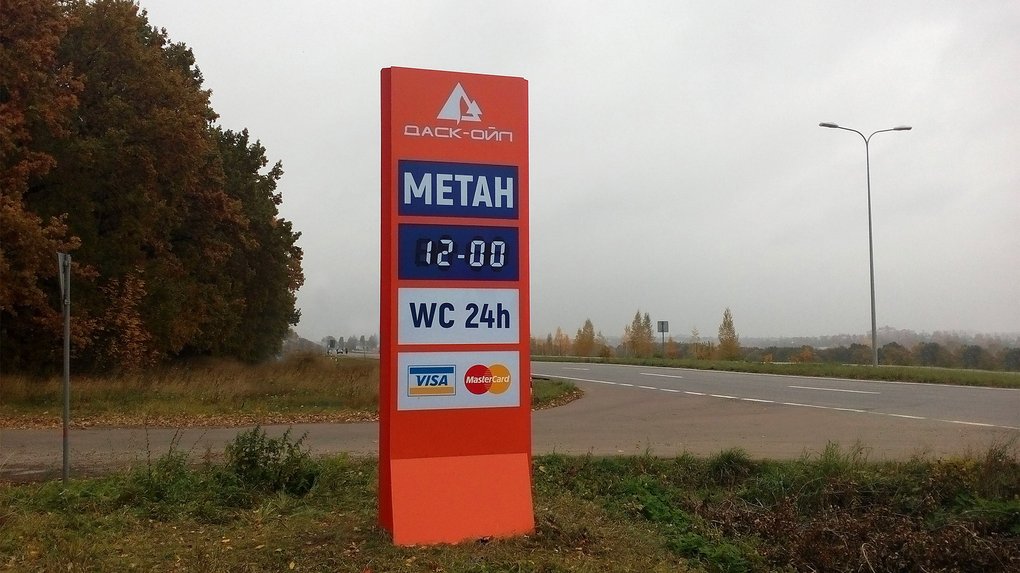 ДАСК-ОЙЛ
МЕТАН
12-00
WC 24h
VISA MasterCard